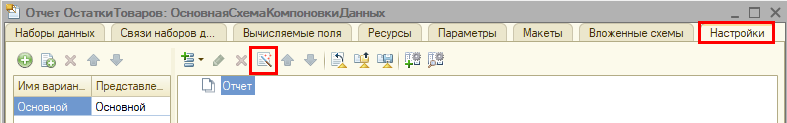 Отчет ОстаткиТоваров: ОсновнаяСхемаКомпоновкиДанных
Наборы данных Связи наборов д... Вычисляемые поля Ресурсы Параметры Макеты Вложенные схемы Настройки
Имя вариан... Представле...
Основной Основной
Отчет